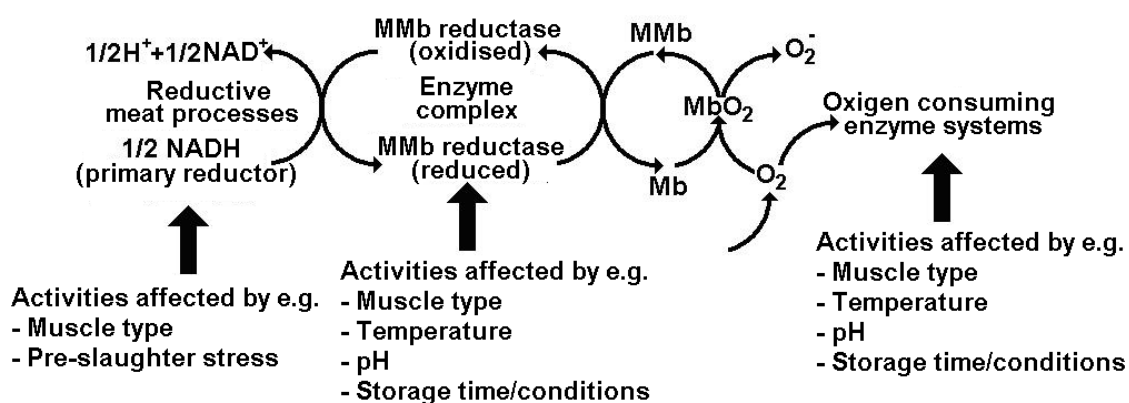 1/2H⁺+1/2NAD⁺
Reductive
meat processes
1/2 NADH
(primary reductor)
MMb reductase
(oxidised)
Enzyme
complex
MMb reductase
(reduced)
MMb
MbO₂
Mb
O₂⁻
O₂
Oxigen consuming
enzyme systems
Activities affected by e.g.
- Muscle type
- Pre-slaughter stress
Activities affected by e.g.
- Muscle type
- Temperature
- pH
- Storage time/conditions
Activities affected by e.g.
- Muscle type
- Temperature
- pH
- Storage time/conditions